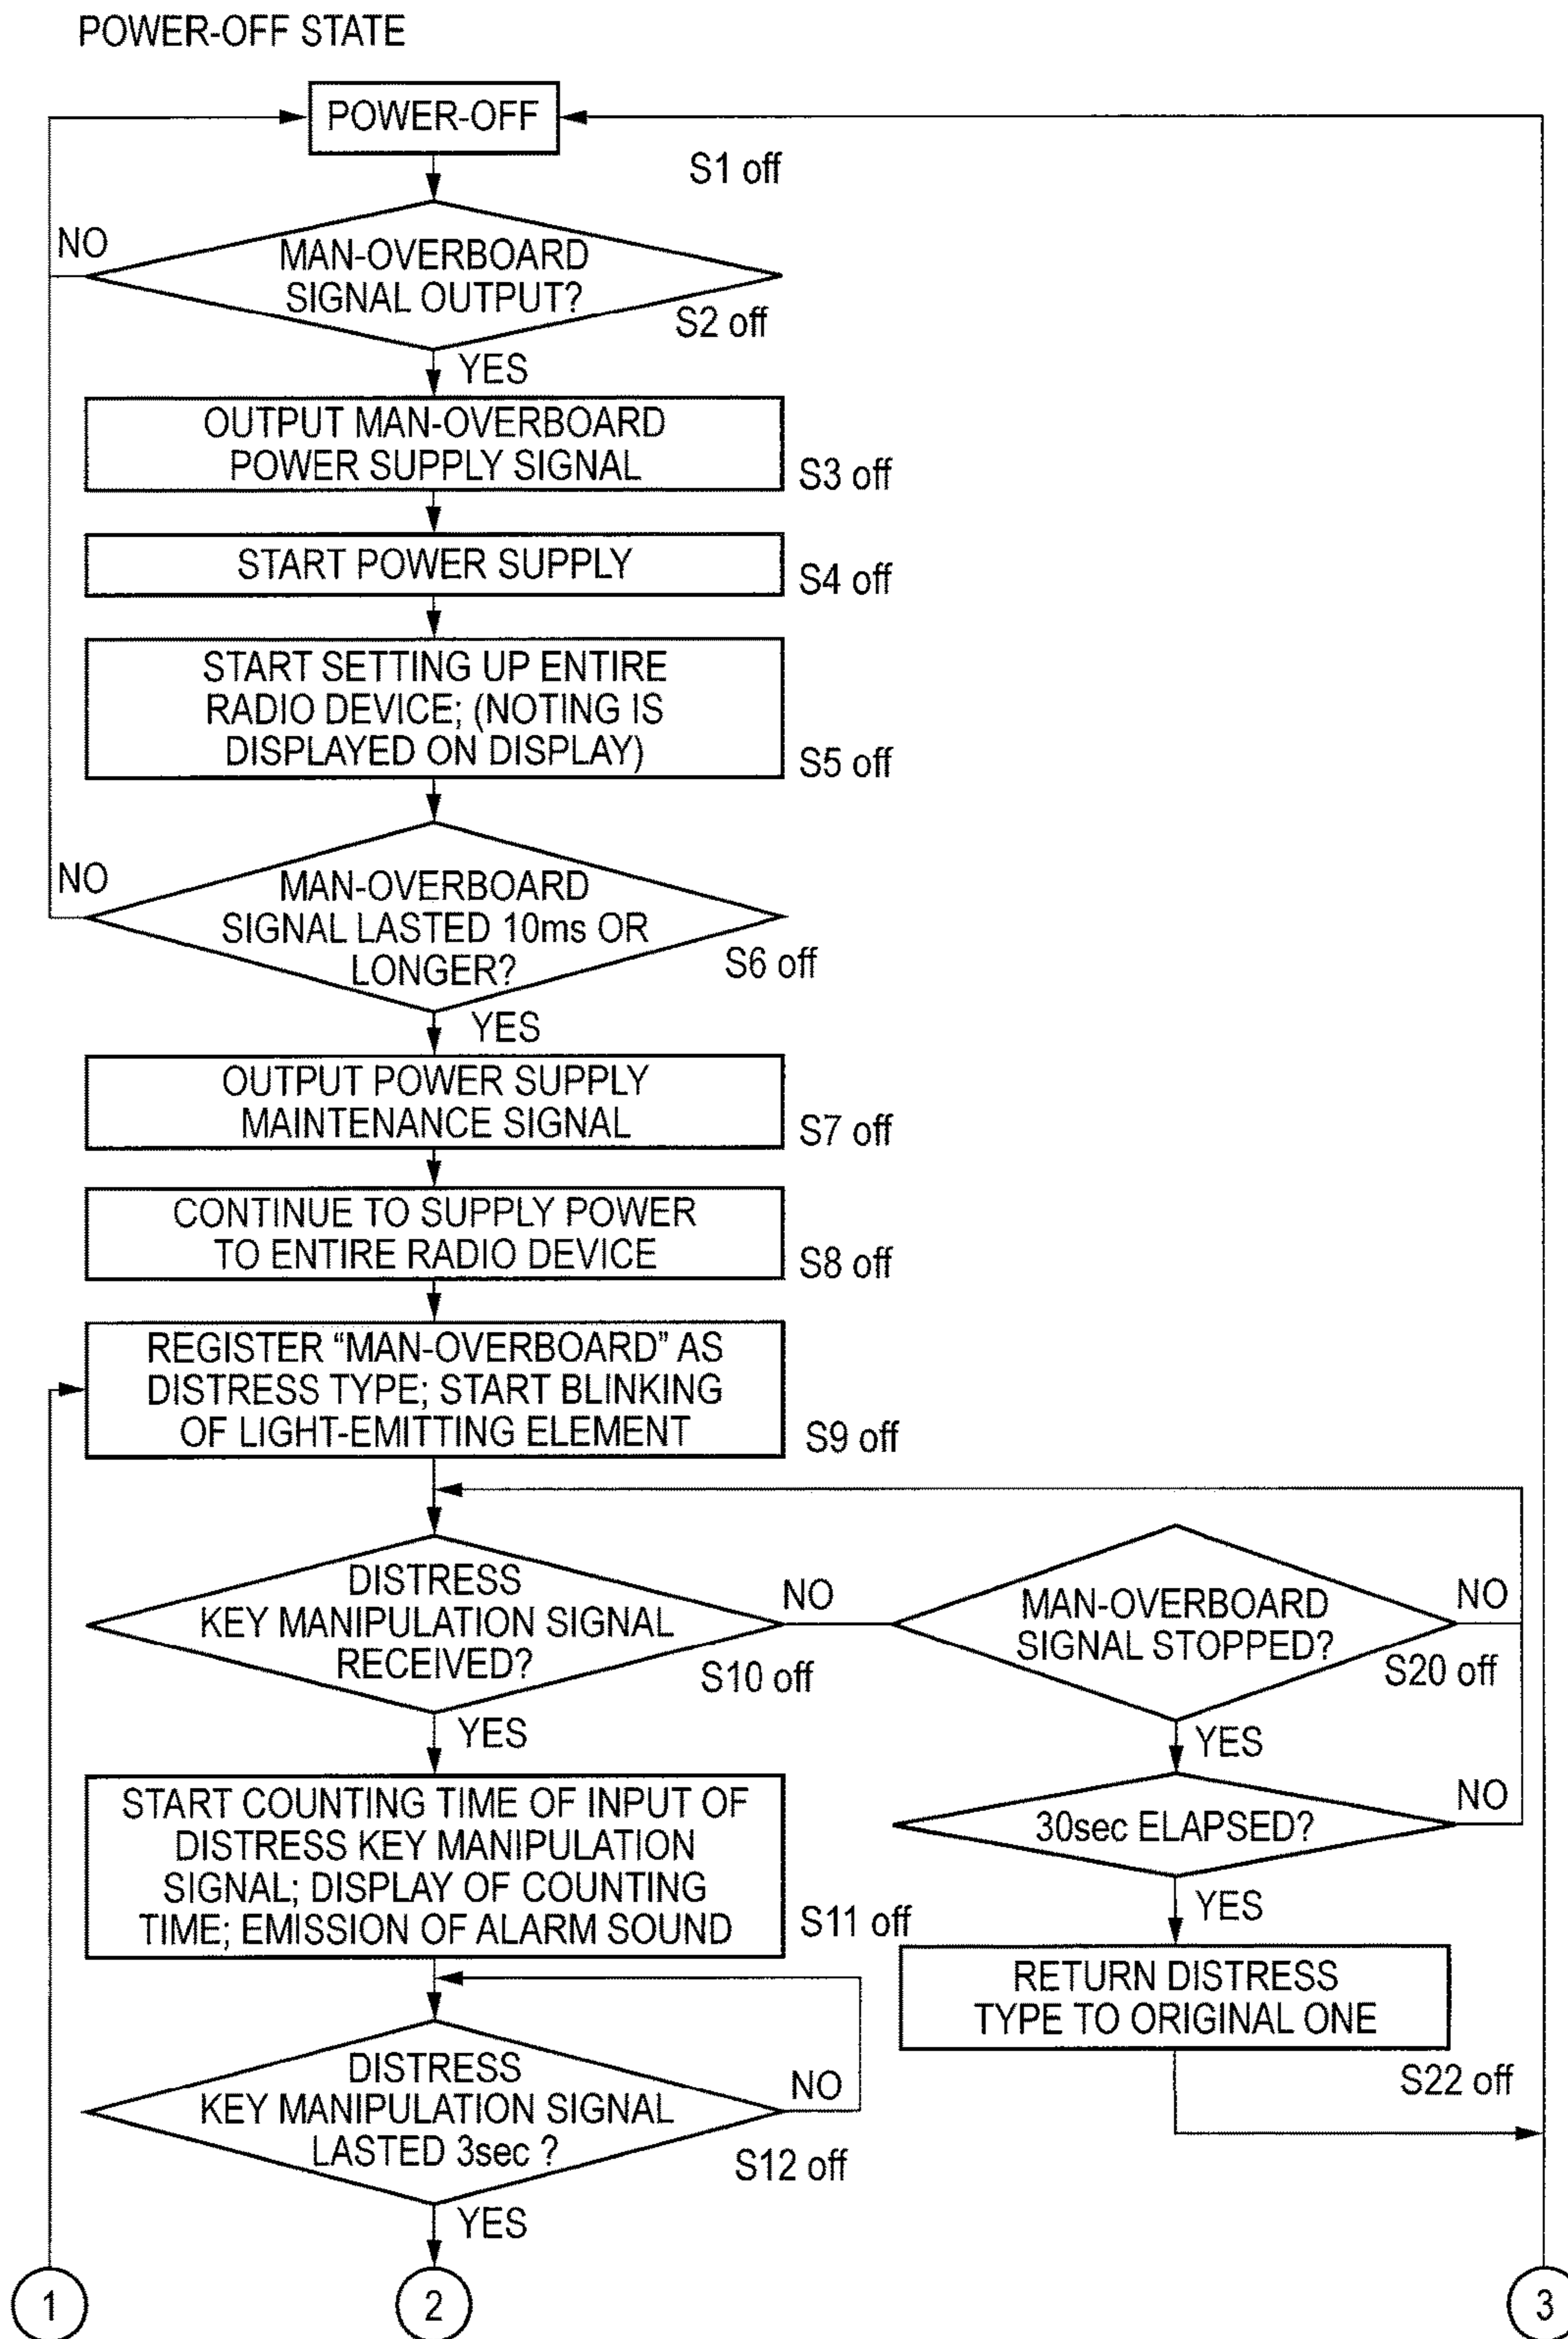 POWER-OFF STATE
POWER-OFF
S1 off
NO
MAN-OVERBOARD
SIGNAL OUTPUT?
S2 off
YES
OUTPUT MAN-OVERBOARD
POWER SUPPLY SIGNAL
S3 off
START POWER SUPPLY
S4 off
START SETTING UP ENTIRE
RADIO DEVICE; (NOTING IS
DISPLAYED ON DISPLAY)
S5 off
NO
MAN-OVERBOARD
SIGNAL LASTED 10ms OR
LONGER?
S6 off
YES
OUTPUT POWER SUPPLY
MAINTENANCE SIGNAL
S7 off
CONTINUE TO SUPPLY POWER
TO ENTIRE RADIO DEVICE
S8 off
REGISTER “MAN-OVERBOARD” AS
DISTRESS TYPE; START BLINKING
OF LIGHT-EMITTING ELEMENT
S9 off
DISTRESS
KEY MANIPULATION SIGNAL
RECEIVED?
S10 off
NO
MAN-OVERBOARD
SIGNAL STOPPED?
NO
S20 off
YES
YES
START COUNTING TIME OF INPUT OF
DISTRESS KEY MANIPULATION
SIGNAL; DISPLAY OF COUNTING
TIME; EMISSION OF ALARM SOUND
S11 off
30sec ELAPSED?
NO
YES
RETURN DISTRESS
TYPE TO ORIGINAL ONE
S22 off
DISTRESS
KEY MANIPULATION SIGNAL
LASTED 3sec ?
NO
S12 off
YES
1
2
3